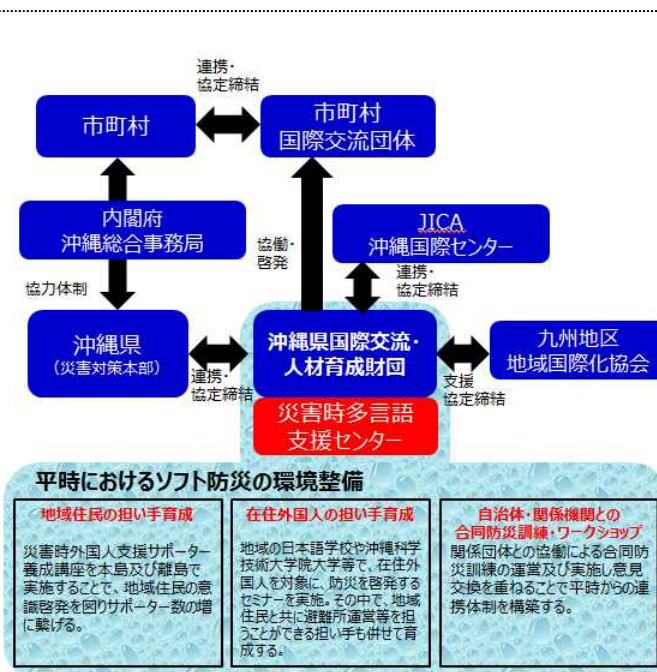 連携・
協定締結
市町村
市町村
国際交流団体
内閣府
沖縄総合事務局
協働・
啓発
JICA
沖縄国際センター
協力体制
連携・
協定締結
沖縄県
(災害対策本部)
連携・
協定締結
沖縄県国際交流・
人材育成財団
支援
協定締結
九州地区
地域国際化協会
災害時多言語
支援センター
平時におけるソフト防災の環境整備
地域住民の担い手育成
災害時外国人支援サポーター
養成講座を本島及び離島で
実施することで、地域住民の意
識啓発を図りサポーター数の増
に繋げる。
在住外国人の担い手育成
地域の日本語学校や沖縄科学
技術大学院大学等で、在住外
国人を対象に、防災を啓発する
セミナーを実施。その中で、地域
住民と共に避難所運営等を担
うことができる担い手も併せて育
成する。
自治体・関係機関との
合同防災訓練・ワークショップ
関係団体との協働による合同防
災訓練の運営及び実施し意見
交換を重ねることで平時からの連
携体制を構築する。